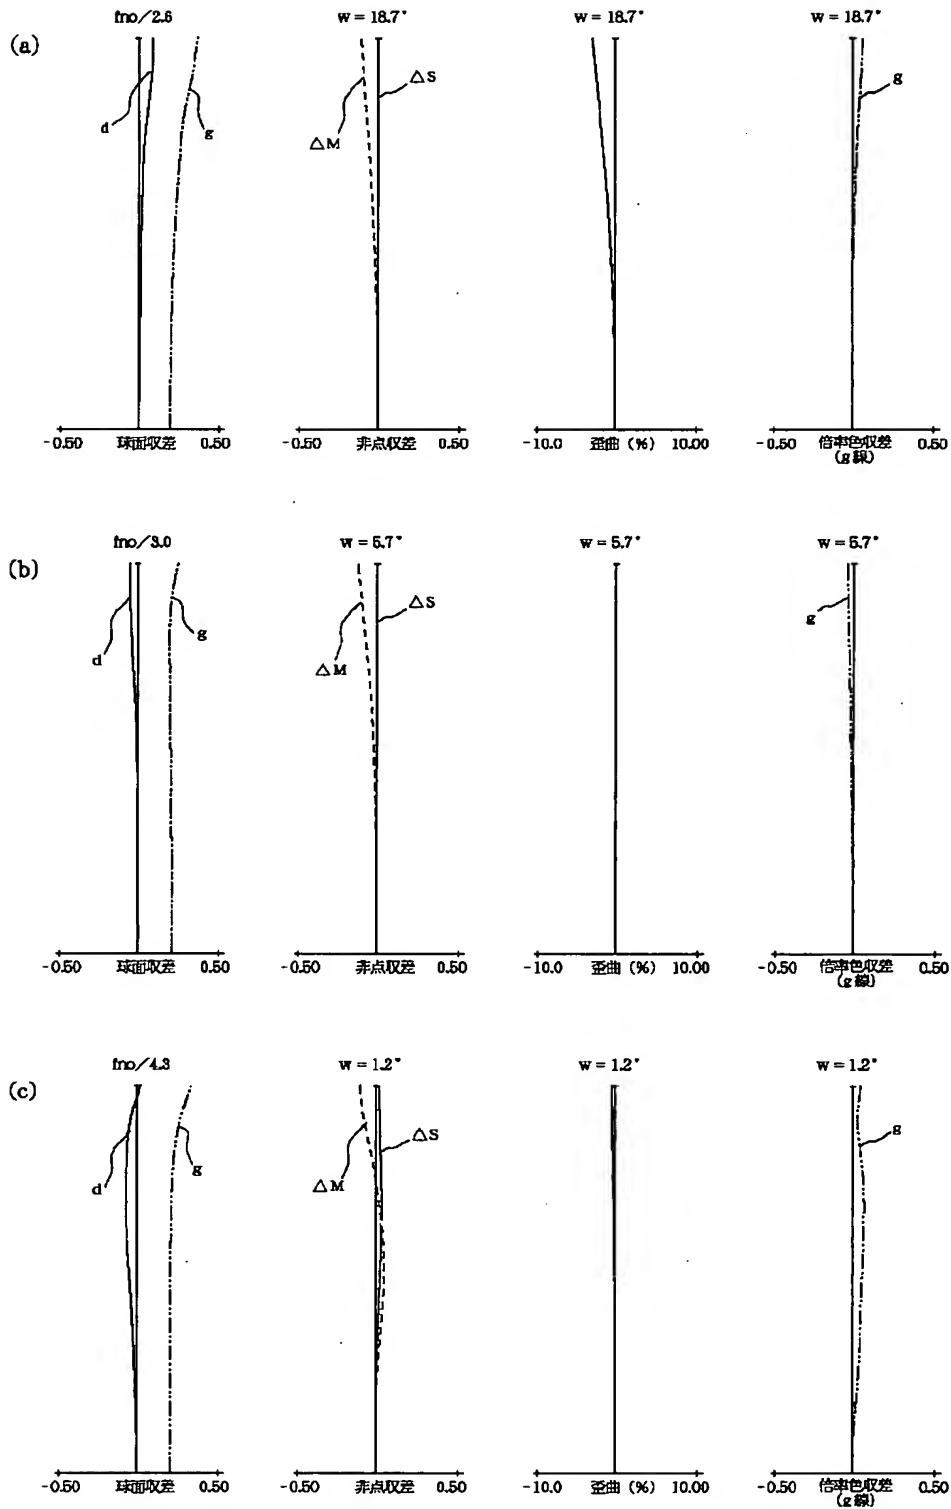 (a)
fno/2.6
w = 18.7°
w = 18.7°
w = 18.7°
d
g
△M
△S
g
-0.50 球面収差 0.50
-0.50 非点収差 0.50
-10.0 歪曲 (%) 10.00
-0.50 倍率色収差 0.50
(g線)
(b)
fno/3.0
w = 5.7°
w = 5.7°
w = 5.7°
d
g
△M
△S
g
-0.50 球面収差 0.50
-0.50 非点収差 0.50
-10.0 歪曲 (%) 10.00
-0.50 倍率色収差 0.50
(g線)
(c)
fno/4.3
w = 1.2°
w = 1.2°
w = 1.2°
d
g
△M
△S
g
-0.50 球面収差 0.50
-0.50 非点収差 0.50
-10.0 歪曲 (%) 10.00
-0.50 倍率色収差 0.50
(g線)